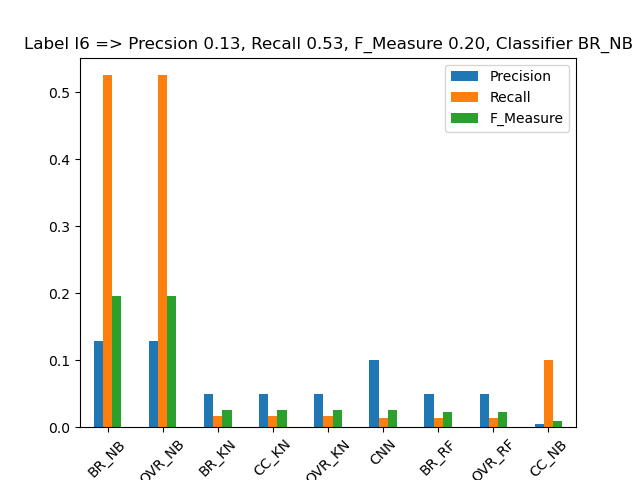 Label I6 => Precsion 0.13, Recall 0.53, F_Measure 0.20, Classifier BR_NB
Precision
Recall
F_Measure
0.5
0.4
0.3
0.2
0.1
0.0
BR_NB OVR_NB BR_KN CC_KN OVR_KN CNN BR_RF OVR_RF CC_NB